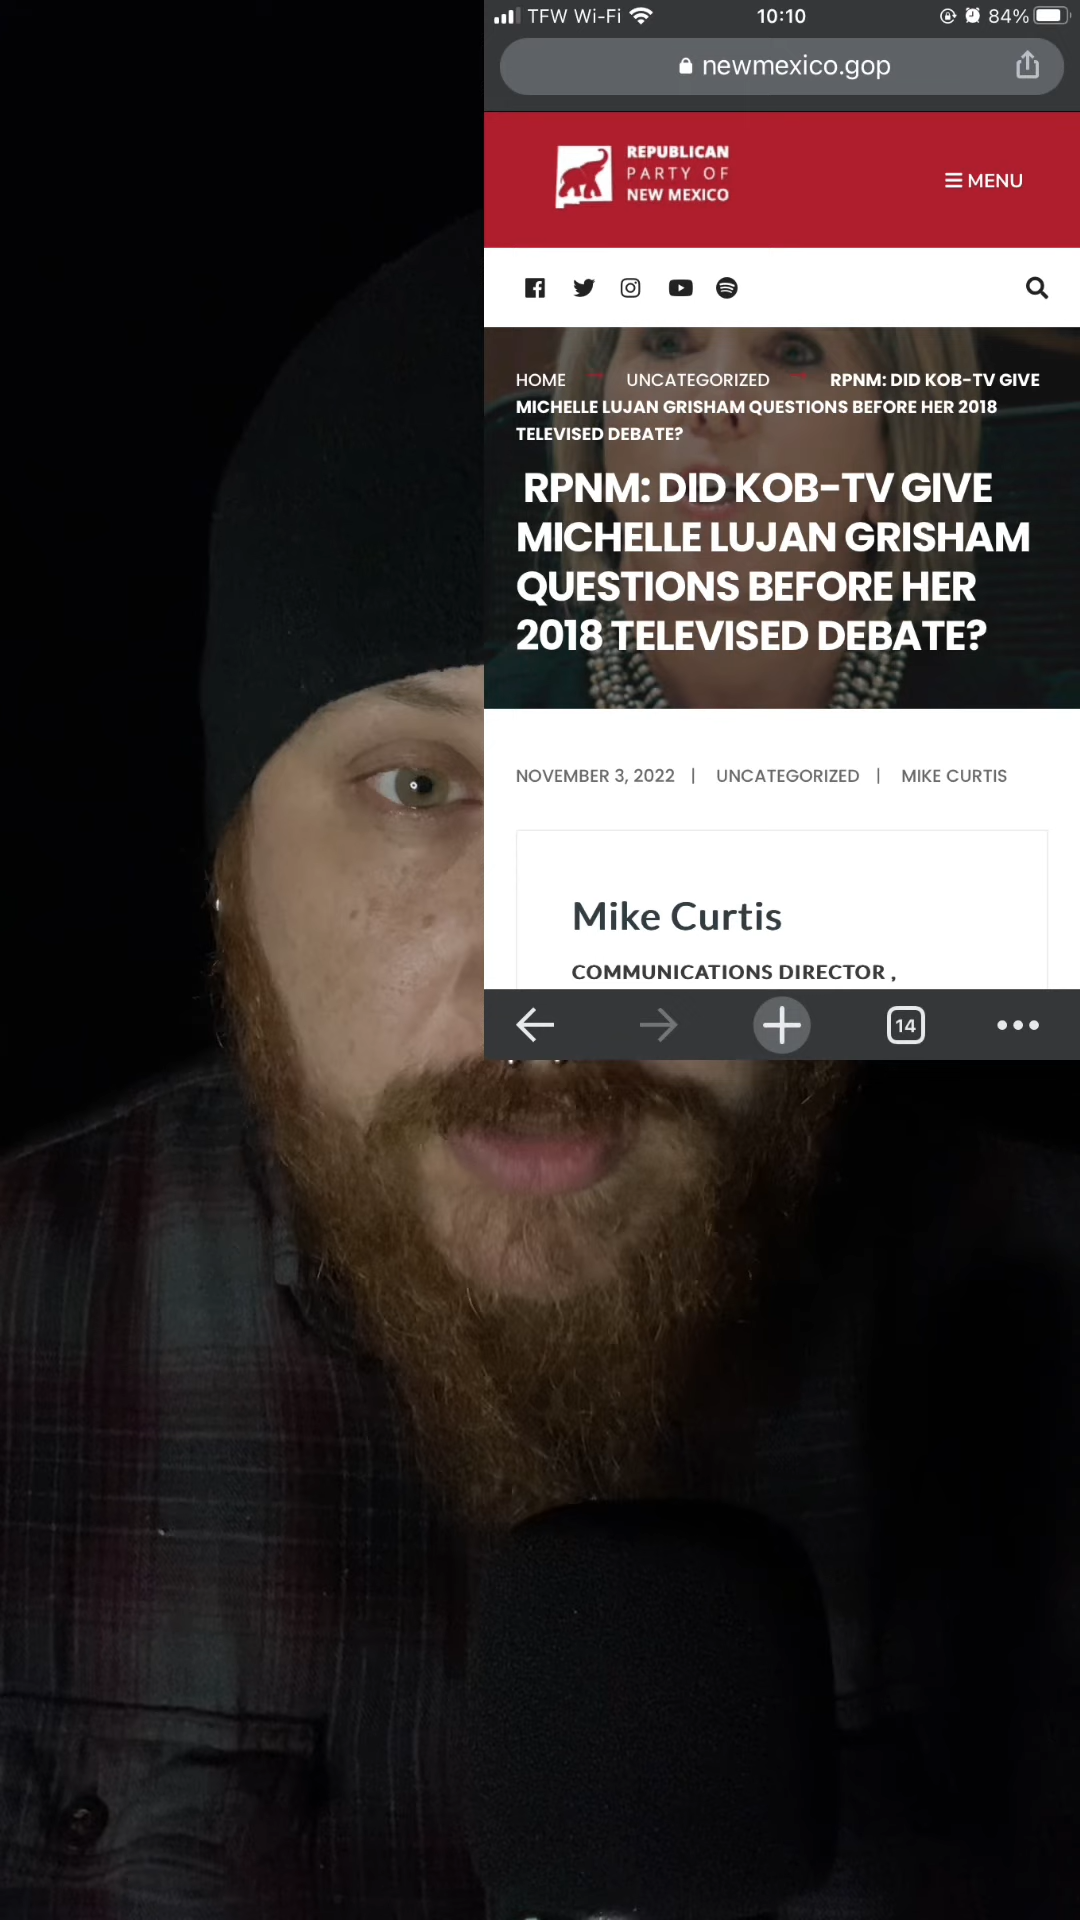 TFW Wi-Fi 10:10 84%
newmexico.gop
REPUBLICAN
PARTY OF
NEW MEXICO
MENU
HOME UNCATEGORIZED RPNM: DID KOB-TV GIVE
MICHELLE LUJAN GRISHAM QUESTIONS BEFORE HER 2018
TELEVISED DEBATE?
RPNM: DID KOB-TV GIVE
MICHELLE LUJAN GRISHAM
QUESTIONS BEFORE HER
2018 TELEVISED DEBATE?
NOVEMBER 3, 2022 | UNCATEGORIZED | MIKE CURTIS
Mike Curtis
COMMUNICATIONS DIRECTOR ,
14